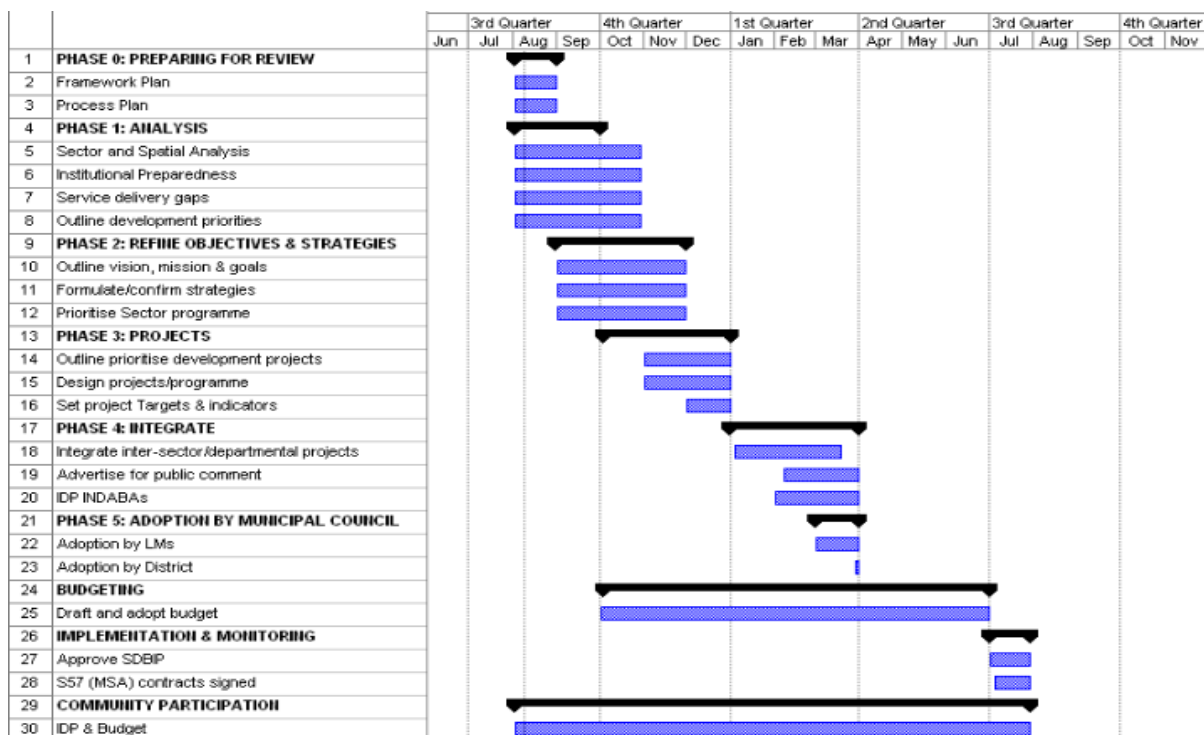 3rd Quarter 4th Quarter 1st Quarter 2nd Quarter 3rd Quarter 4th Quarter
Jun Jul Aug Sep Oct Nov Dec Jan Feb Mar Apr May Jun Jul Aug Sep Oct Nov
1 PHASE 0: PREPARING FOR REVIEW
2 Framework Plan
3 Process Plan
4 PHASE 1: ANALYSIS
5 Sector and Spatial Analysis
6 Institutional Preparedness
7 Service delivery gaps
8 Outline development priorities
9 PHASE 2: REFINE OBJECTIVES & STRATEGIES
10 Outline vision, mission & goals
11 Formulate/confirm strategies
12 Prioritise Sector programme
13 PHASE 3: PROJECTS
14 Outline prioritise development projects
15 Design projects/programme
16 Set project Targets & indicators
17 PHASE 4: INTEGRATE
18 Integrate inter-sector/departmental projects
19 Advertise for public comment
20 IDP INDABAs
21 PHASE 5: ADOPTION BY MUNICIPAL COUNCIL
22 Adoption by LMs
23 Adoption by District
24 BUDGETING
25 Draft and adopt budget
26 IMPLEMENTATION & MONITORING
27 Approve SDBIP
28 S57 (MSA) contracts signed
29 COMMUNITY PARTICIPATION
30 IDP & Budget